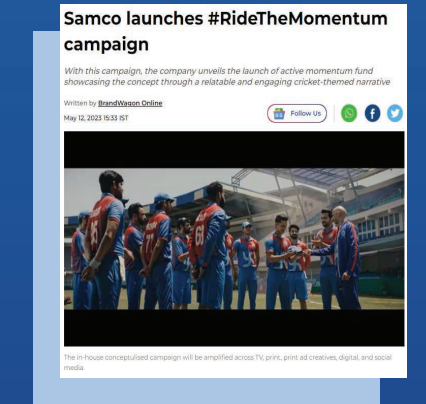 Samco launches #RideTheMomentum
campaign
With this campaign, the company unveils the launch of active momentum fund
showcasing the concept through a relatable and engaging cricket-themed narrative
Written by BrandWagon Online
May 12, 2023 15:33 IST
Follow Us
The in-house conceptulised campaign will be amplified across TV, print, print ad creatives, digital, and social
media